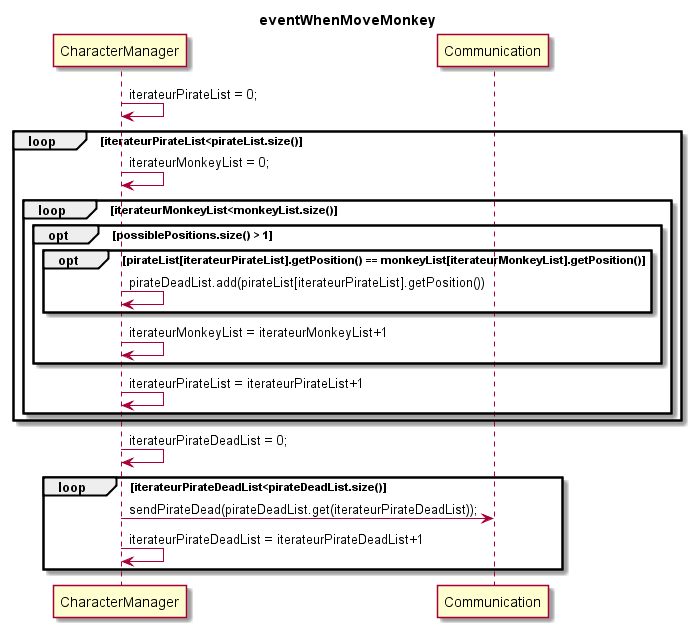 eventWhenMoveMonkey
CharacterManager
Communication
iterateurPirateList = 0;
loop [iterateurPirateList<pirateList.size()]
iterateurMonkeyList = 0;
loop [iterateurMonkeyList<monkeyList.size()]
opt [possiblePositions.size() > 1]
opt [pirateList[iterateurPirateList].getPosition() == monkeyList[iterateurMonkeyList].getPosition()]
pirateDeadList.add(pirateList[iterateurPirateList].getPosition())
iterateurMonkeyList = iterateurMonkeyList+1
iterateurPirateList = iterateurPirateList+1
iterateurPirateDeadList = 0;
loop [iterateurPirateDeadList<pirateDeadList.size()]
sendPirateDead(pirateDeadList.get(iterateurPirateDeadList));
iterateurPirateDeadList = iterateurPirateDeadList+1
CharacterManager
Communication